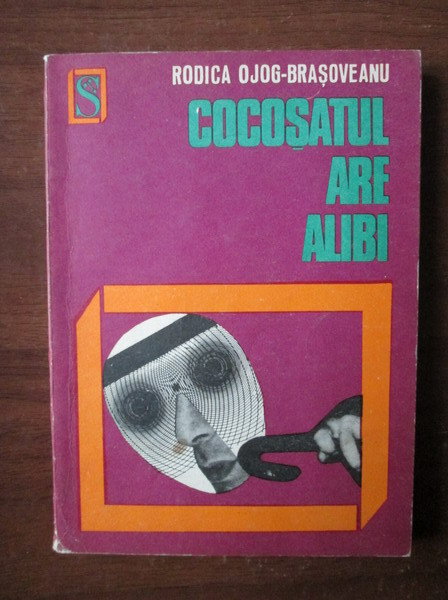 S
RODICA OJOG-BRAȘOVEANU
COCOȘATUL
ARE
ALIBI